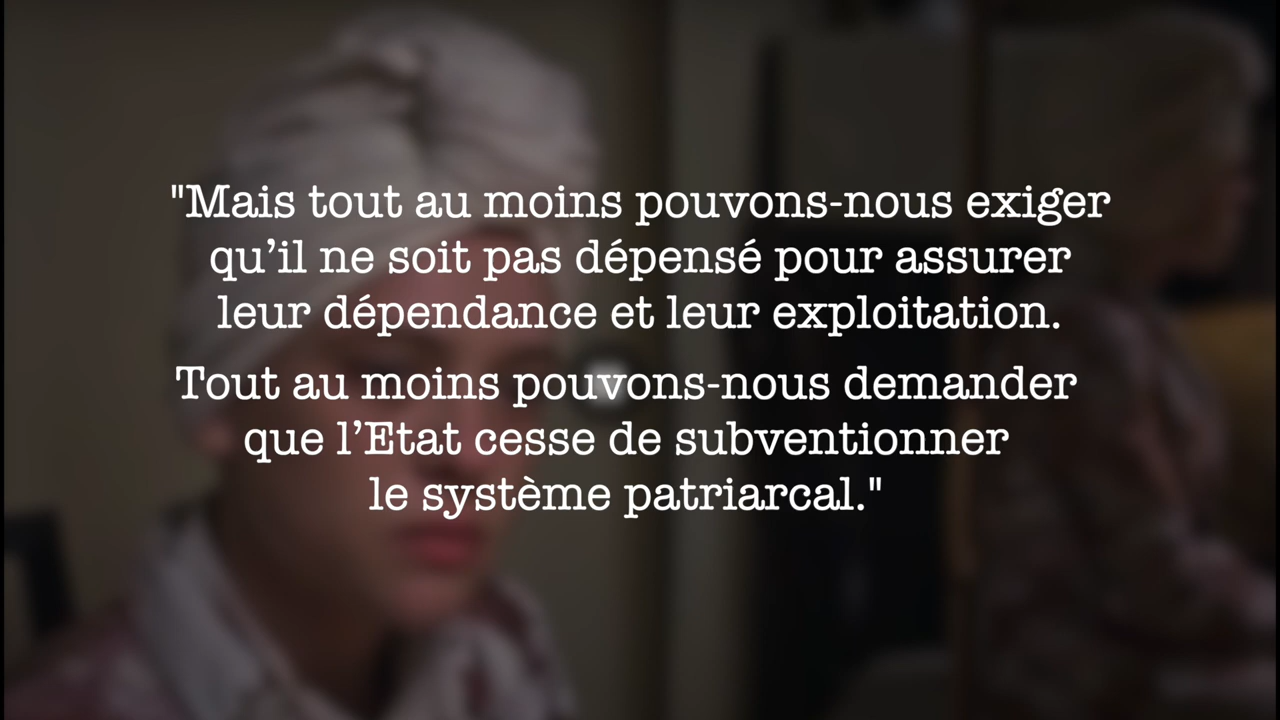 "Mais tout au moins pouvons-nous exiger
qu’il ne soit pas dépensé pour assurer
leur dépendance et leur exploitation.
Tout au moins pouvons-nous demander
que l’Etat cesse de subventionner
le système patriarcal."